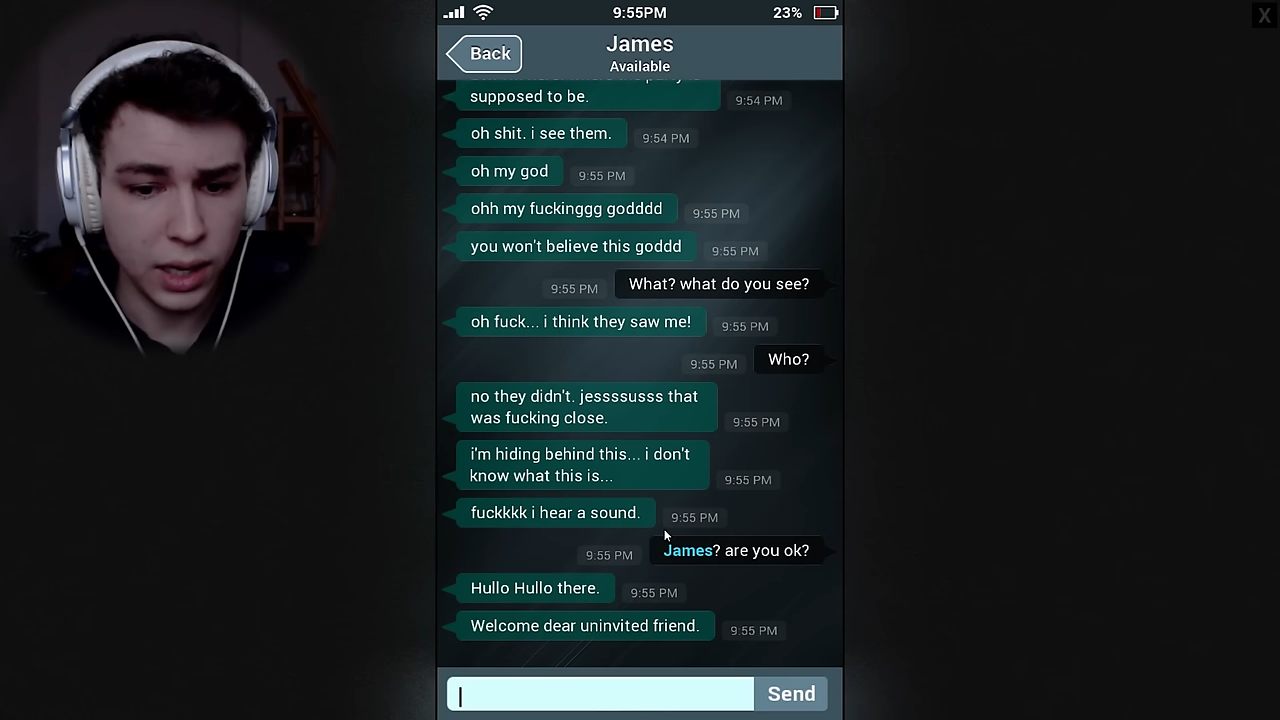 9:55PM
23%
X
Back
James
Available
supposed to be.
9:54 PM
oh shit. i see them.
9:54 PM
oh my god
9:55 PM
ohh my fuckinggg godddd
9:55 PM
you won't believe this goddd
9:55 PM
9:55 PM
What? what do you see?
oh fuck... i think they saw me!
9:55 PM
9:55 PM
Who?
no they didn't. jesssusss that
was fucking close.
9:55 PM
i'm hiding behind this... i don't
know what this is...
9:55 PM
fuckkkk i hear a sound.
9:55 PM
9:55 PM
James? are you ok?
Hullo Hullo there.
9:55 PM
Welcome dear uninvited friend.
9:55 PM
Send